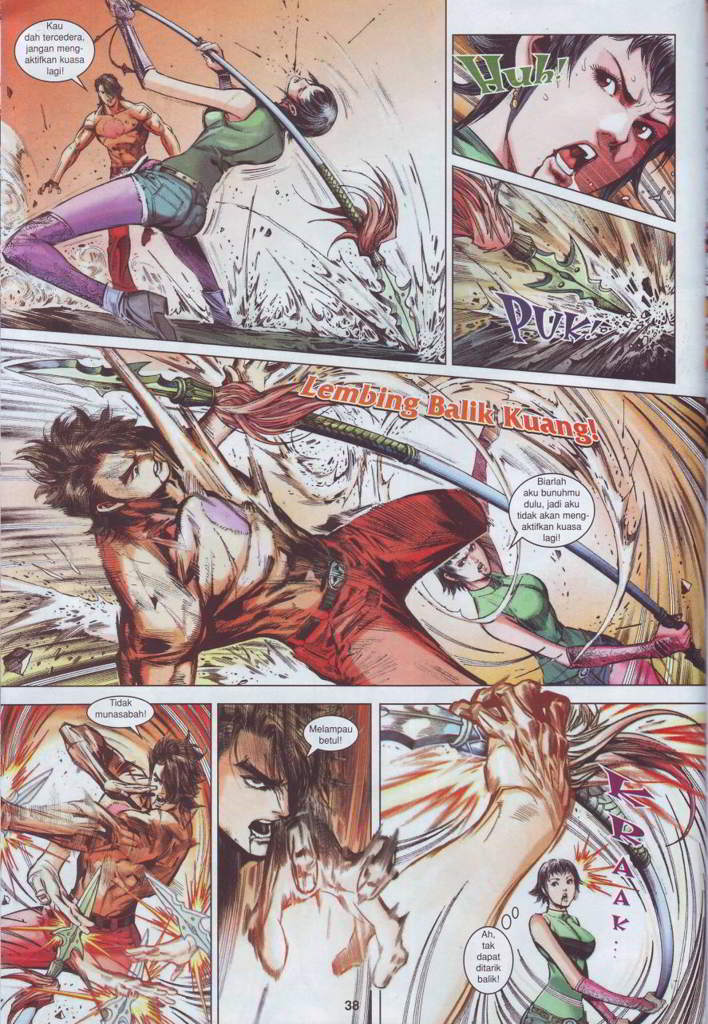 Kau
dah tercedera,
jangan meng-
aktifkan kuasa
lagi!
Huh!
PUK!
Lembing Balik Kuang!
Biarlah
aku bunuhmu
dulu, jadi aku
tidak akan meng-
aktifkan kuasa
lagi!
Tidak
munasabah!
Melampau
betul!
KRAAK...
Ah,
tak
dapat
ditarik
balik!
38